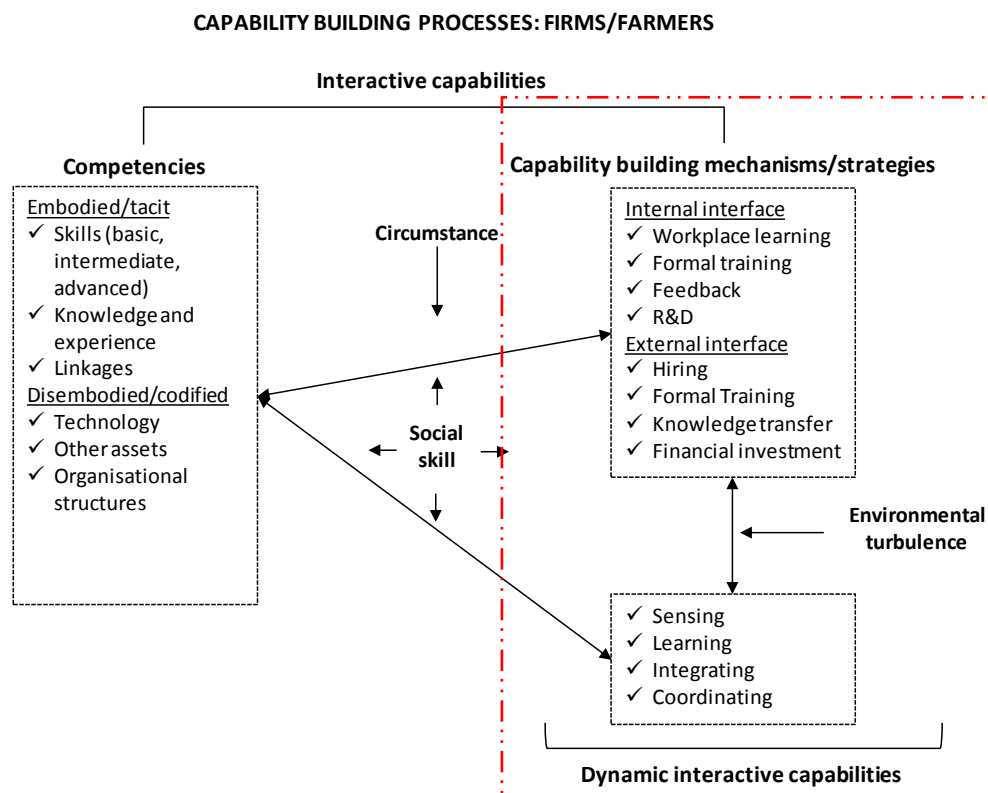 CAPABILITY BUILDING PROCESSES: FIRMS/FARMERS
Interactive capabilities
Competencies
Embodied/tacit
✓ Skills (basic,
intermediate,
advanced)
✓ Knowledge and
experience
✓ Linkages
Disembodied/codified
✓ Technology
✓ Other assets
✓ Organisational
structures
Circumstance
Social
skill
Capability building mechanisms/strategies
Internal interface
✓ Workplace learning
✓ Formal training
✓ Feedback
✓ R&D
External interface
✓ Hiring
✓ Formal Training
✓ Knowledge transfer
✓ Financial investment
Environmental
turbulence
✓ Sensing
✓ Learning
✓ Integrating
✓ Coordinating
Dynamic interactive capabilities